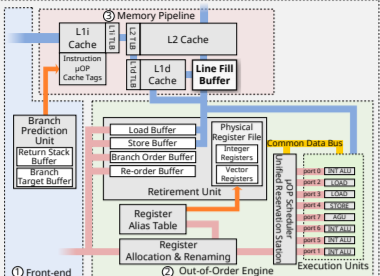 ③ Memory Pipeline
L1i
Cache
L1i TLB
L2 TLB
L2 Cache
Instruction
µOP
Cache Tags
L1d TLB
L1d
Cache
Line Fill
Buffer
Branch
Prediction
Unit
Return Stack
Buffer
Branch
Target Buffer
Load Buffer
Store Buffer
Branch Order Buffer
Re-order Buffer
Physical
Register File
Integer
Registers
Vector
Registers
Retirement Unit
Common Data Bus
Register
Alias Table
Register
Allocation & Renaming
Unified Reservation Station
µOP Scheduler
port 0 INT ALU
port 2 LOAD
port 3 LOAD
port 4 STORE
port 7 AGU
port 6 INT ALU
port 5 INT ALU
port 1 INT ALU
Execution Units
① Front-end
② Out-of-Order Engine